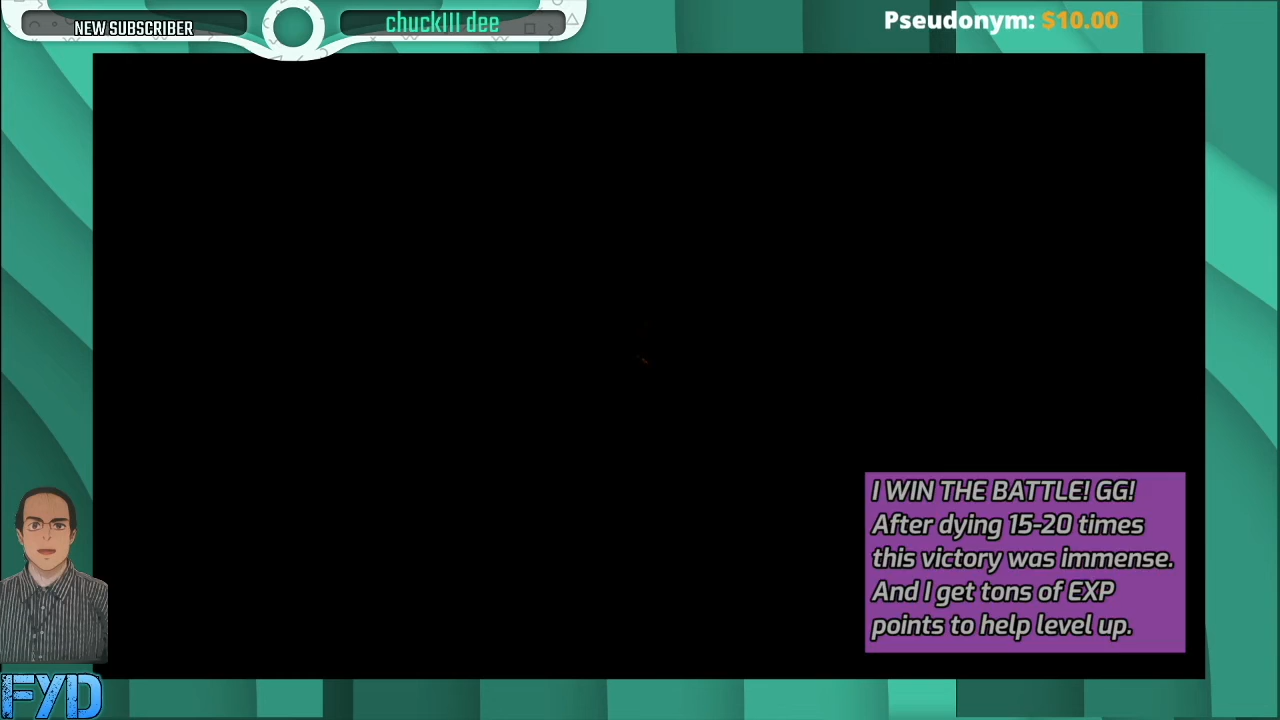 NEW SUBSCRIBER
chuckIII dee
Pseudonym: $10.00
I WIN THE BATTLE! GG!
After dying 15-20 times
this victory was immense.
And I get tons of EXP
points to help level up.
FYD